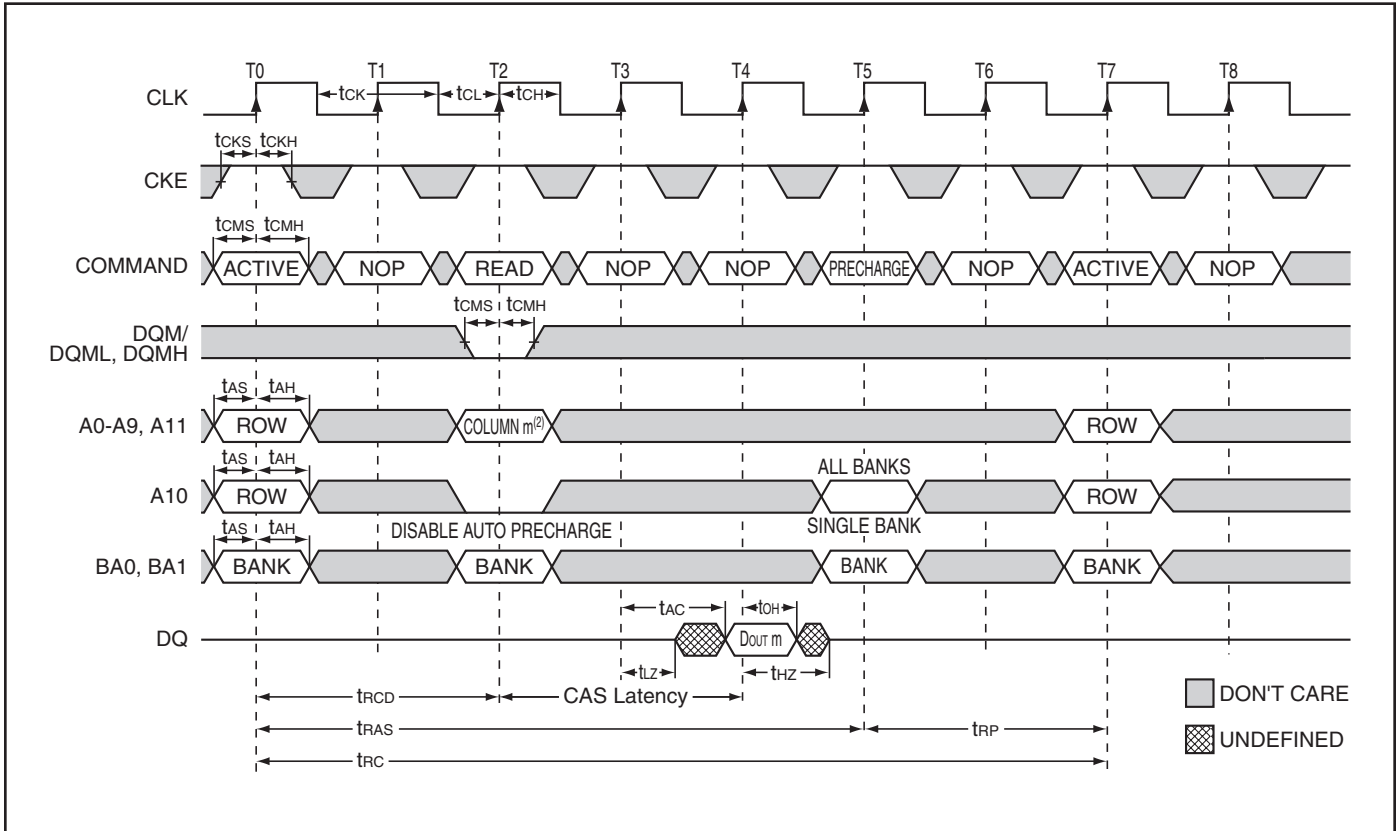 T0 T1 T2 T3 T4 T5 T6 T7 T8
CLK tCK tCL tCH
tCKS tCKH
CKE
tCMS tCMH
COMMAND ACTIVE NOP READ NOP NOP PRECHARGE NOP ACTIVE NOP
tCMS tCMH
DQM/
DQML, DQMH
tAS tAH
A0-A9, A11 ROW COLUMN m(2) ROW
tAS tAH ALL BANKS
A10 ROW ROW
tAS tAH DISABLE AUTO PRECHARGE SINGLE BANK
BA0, BA1 BANK BANK BANK BANK
tAC tOH
DQ DOUT m
tLZ tHZ
tRCD CAS Latency DON'T CARE
tRAS tRP
UNDEFINED
tRC